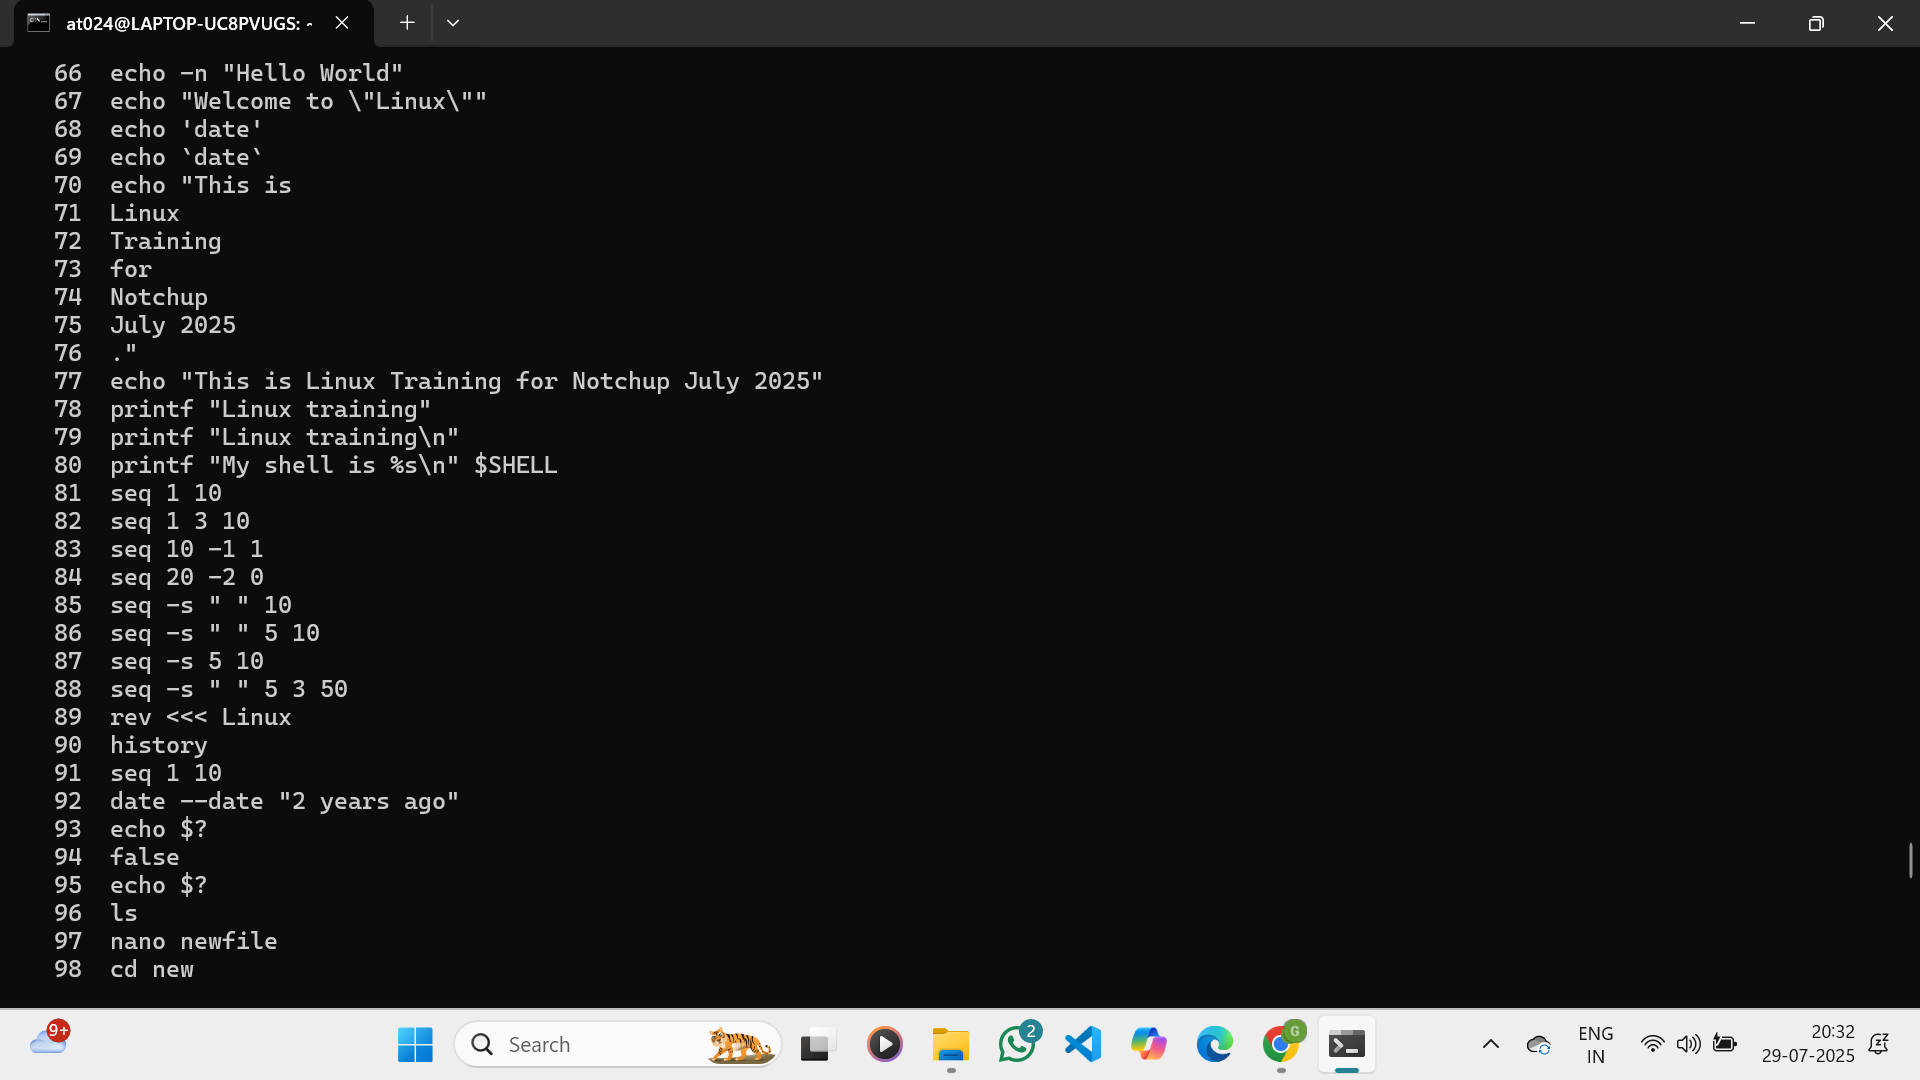 at024@LAPTOP-UC8PVUGS: ~
66 echo -n "Hello World"
67 echo "Welcome to \"Linux\""
68 echo 'date'
69 echo `date`
70 echo "This is
71 Linux
72 Training
73 for
74 Notchup
75 July 2025
76 ."
77 echo "This is Linux Training for Notchup July 2025"
78 printf "Linux training"
79 printf "Linux training\n"
80 printf "My shell is %s\n" $SHELL
81 seq 1 10
82 seq 1 3 10
83 seq 10 -1 1
84 seq 20 -2 0
85 seq -s " " 10
86 seq -s " " 5 10
87 seq -s 5 10
88 seq -s " " 5 3 50
89 rev <<< Linux
90 history
91 seq 1 10
92 date --date "2 years ago"
93 echo $?
94 false
95 echo $?
96 ls
97 nano newfile
98 cd new
9+
Search
2
G
ENG
IN
20:32
29-07-2025